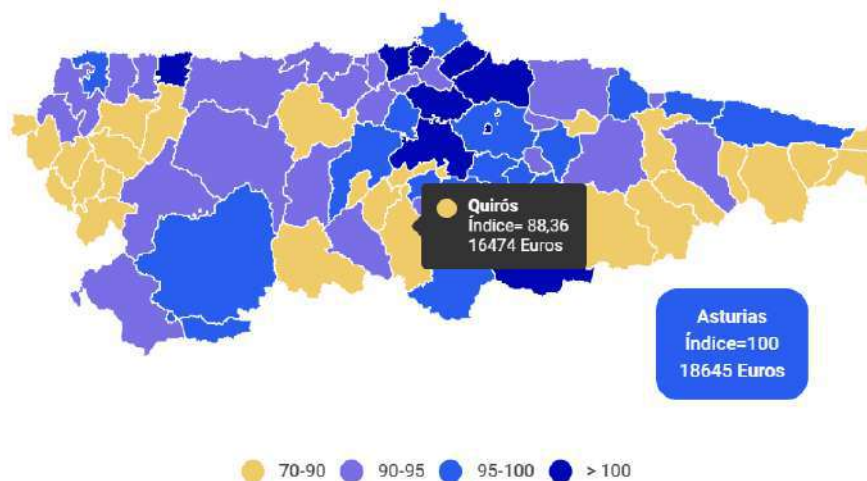 Quirós
Índice= 88,36
16474 Euros
Asturias
Índice=100
18645 Euros
70-90
90-95
95-100
> 100